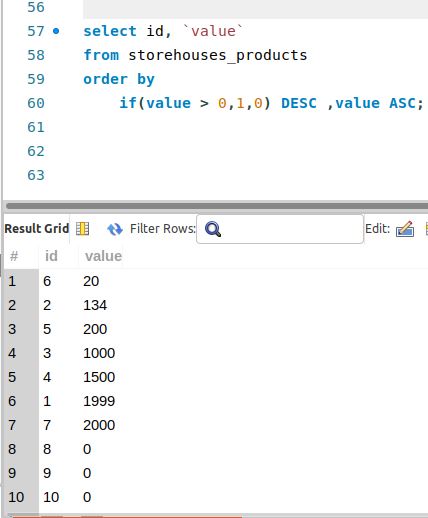 56
57 select id, `value`
58 from storehouses_products
59 order by
60 if(value > 0,1,0) DESC ,value ASC;
61
62
63
Result Grid Filter Rows: Edit:
# id value
1 6 20
2 2 134
3 5 200
4 3 1000
5 4 1500
6 1 1999
7 7 2000
8 8 0
9 9 0
10 10 0